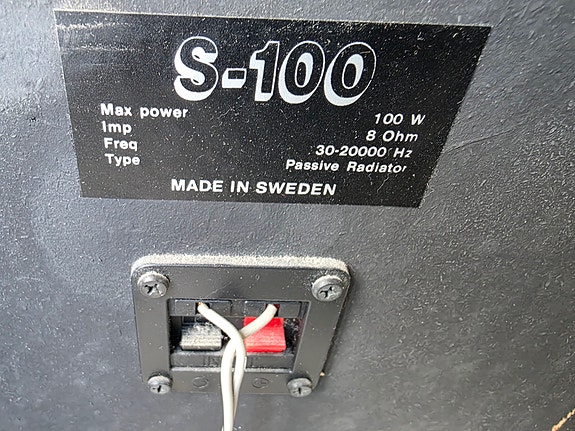 S-100
Max power 100 W
Imp 8 Ohm
Freq 30-20000 Hz
Type Passive Radiator
MADE IN SWEDEN